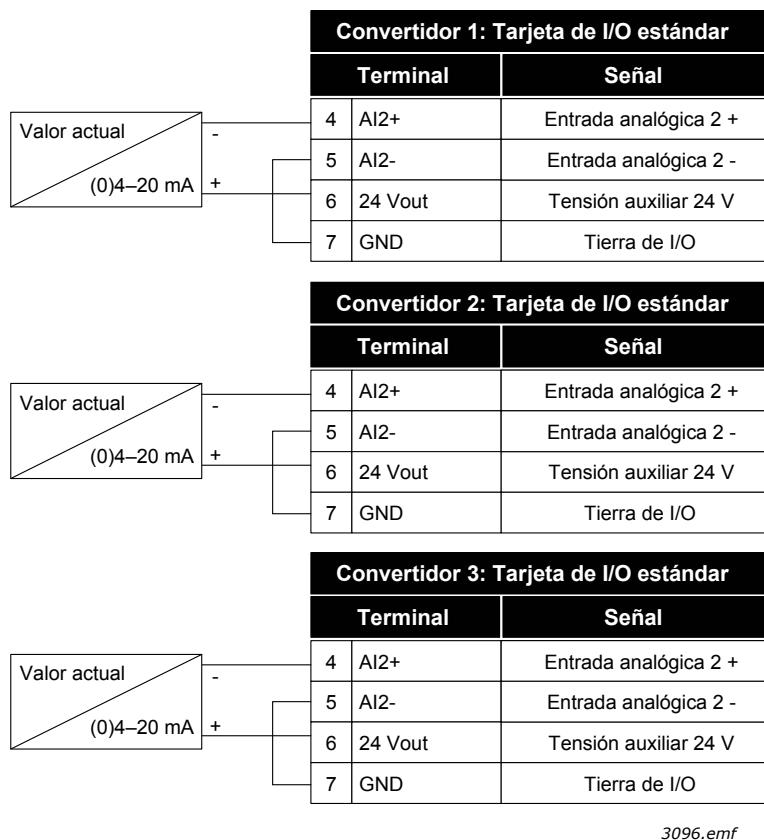 Convertidor 1: Tarjeta de I/O estándar
Terminal Señal
Valor actual - 4 AI2+ Entrada analógica 2 +
5 AI2- Entrada analógica 2 -
(0)4–20 mA + 6 24 Vout Tensión auxiliar 24 V
7 GND Tierra de I/O
Convertidor 2: Tarjeta de I/O estándar
Terminal Señal
Valor actual - 4 AI2+ Entrada analógica 2 +
5 AI2- Entrada analógica 2 -
(0)4–20 mA + 6 24 Vout Tensión auxiliar 24 V
7 GND Tierra de I/O
Convertidor 3: Tarjeta de I/O estándar
Terminal Señal
Valor actual - 4 AI2+ Entrada analógica 2 +
5 AI2- Entrada analógica 2 -
(0)4–20 mA + 6 24 Vout Tensión auxiliar 24 V
7 GND Tierra de I/O
3096.emf